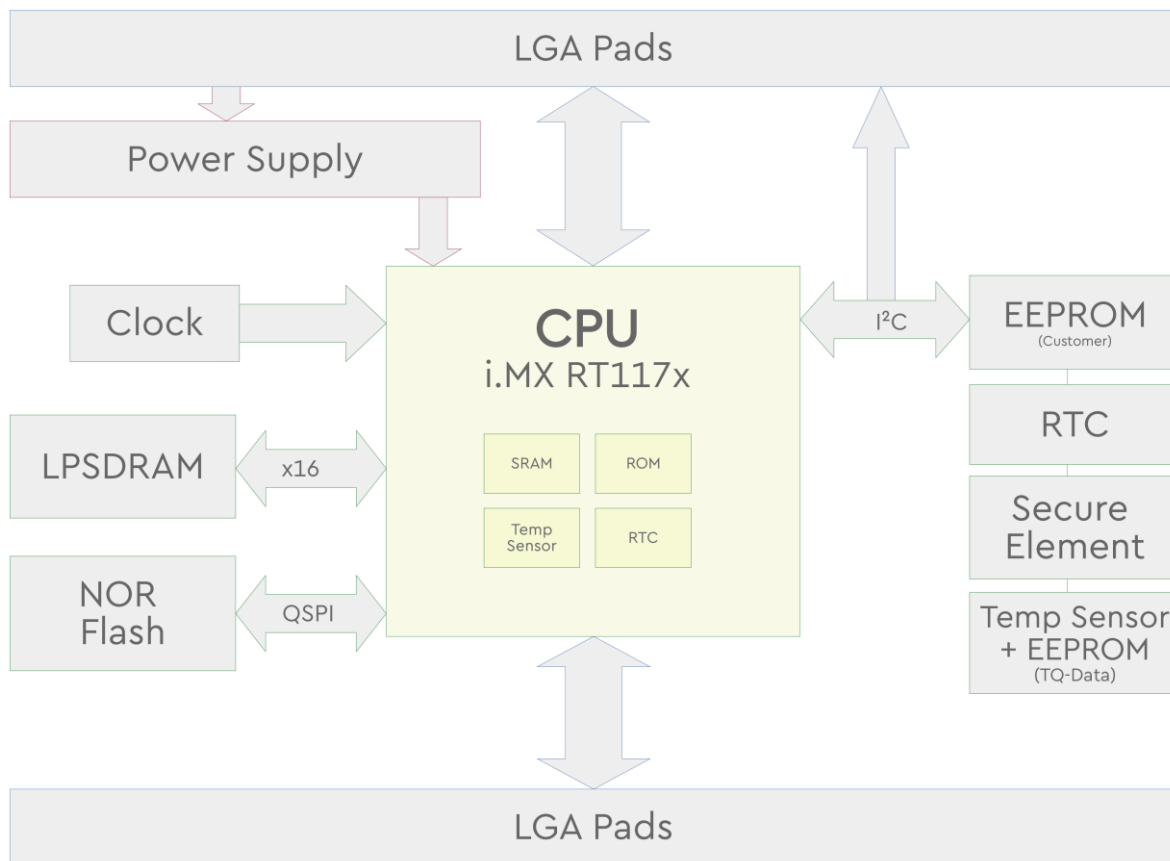 LGA Pads
Power Supply
Clock
CPU
i.MX RT117x
I²C
EEPROM
(Customer)
RTC
LPSDRAM
x16
SRAM
ROM
Temp
Sensor
RTC
Secure
Element
NOR
Flash
QSPI
Temp Sensor
+ EEPROM
(TQ-Data)
LGA Pads